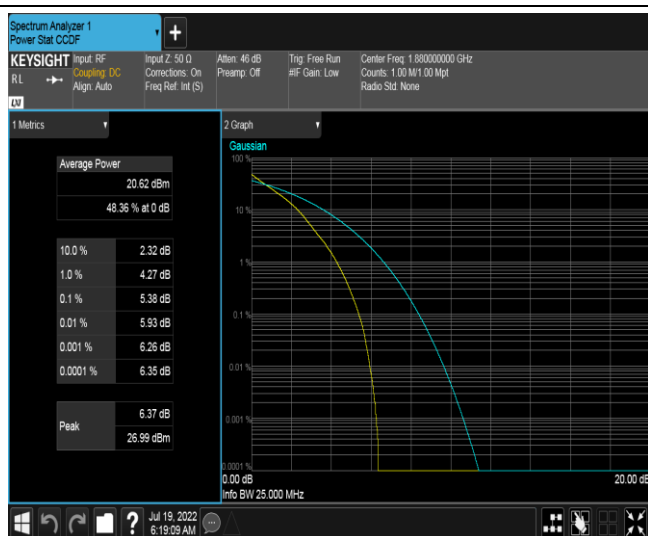 Spectrum Analyzer 1
Power Stat CCDF
+
KEYSIGHT
RL
LXI
Input: RF
Coupling: DC
Align: Auto
Input Z: 50 Ω
Corrections: On
Freq Ref: Int (S)
Atten: 46 dB
Preamp: Off
Trig: Free Run
#IF Gain: Low
Center Freq: 1.880000000 GHz
Counts: 1.00 M/1.00 Mpt
Radio Std: None
1 Metrics
Average Power
20.62 dBm
48.36 % at 0 dB
10.0 % 2.32 dB
1.0 % 4.27 dB
0.1 % 5.38 dB
0.01 % 5.93 dB
0.001 % 6.26 dB
0.0001 % 6.35 dB
Peak
6.37 dB
26.99 dBm
2 Graph
Gaussian
100 %
10 %
1 %
0.1 %
0.01 %
0.001 %
0.0001 %
0.00 dB
20.00 dB
Info BW 25.000 MHz
?
Jul 19, 2022
6:19:09 AM